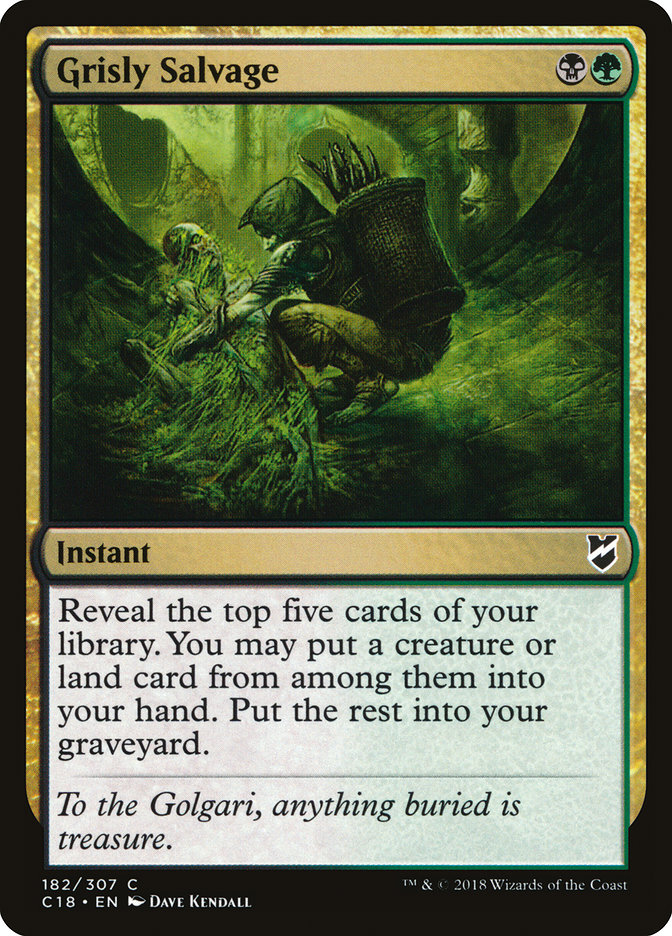 Grisly Salvage
Instant
Reveal the top five cards of your
library. You may put a creature or
land card from among them into
your hand. Put the rest into your
graveyard.
To the Golgari, anything buried is
treasure.
182/307 C
C18 • EN Dave Kendall
™ & © 2018 Wizards of the Coast